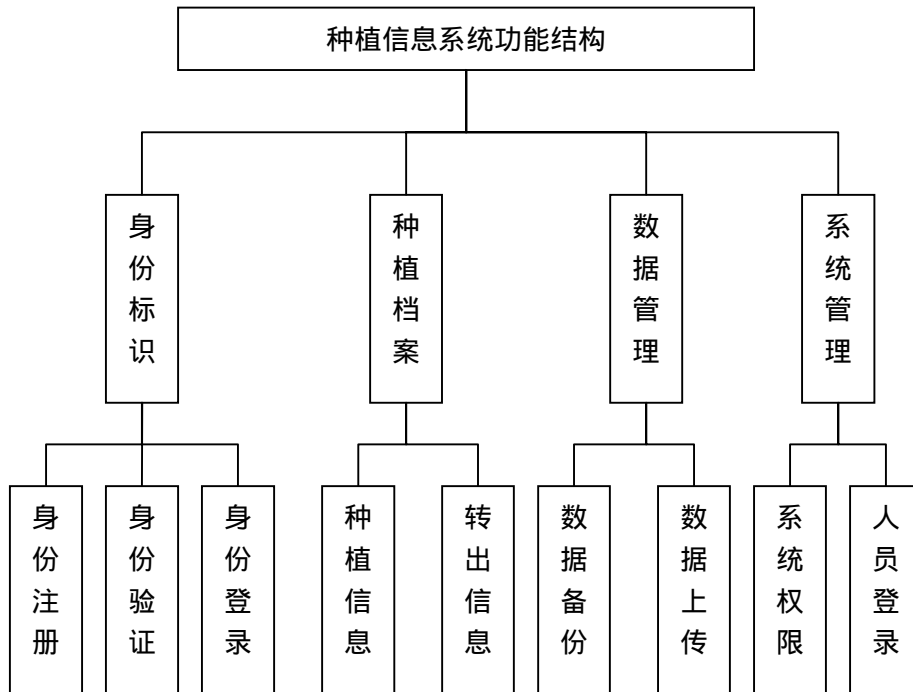 种植信息系统功能结构
身份标识
种植档案
数据管理
系统管理
身份注册
身份验证
身份登录
种植信息
转出信息
数据备份
数据上传
系统权限
人员登录